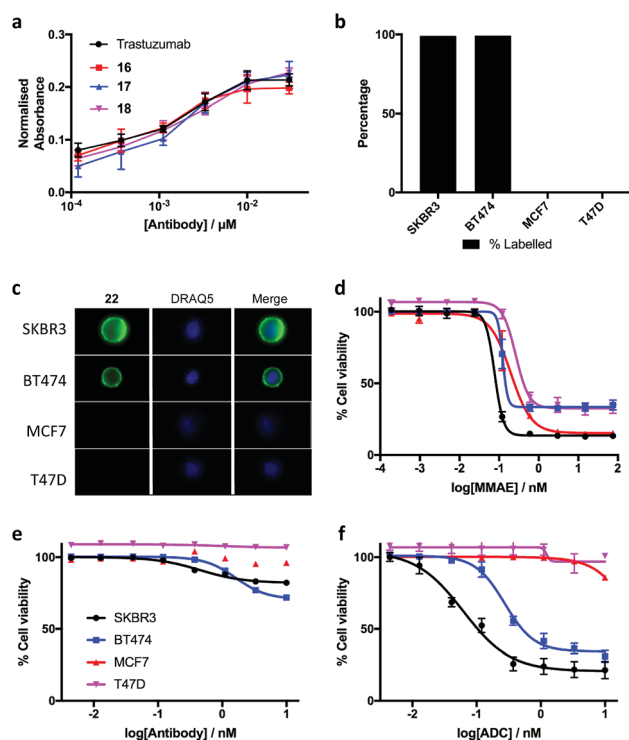 a
Normalised
Absorbance
0.3
0.2
0.1
0.0
10⁻⁴
10⁻³
10⁻²
[Antibody] / µM
Trastuzumab
16
17
18
b
Percentage
100
50
0
SKBR3
BT474
MCF7
T47D
% Labelled
c
22
DRAQ5
Merge
SKBR3
BT474
MCF7
T47D
d
% Cell viability
100
50
0
-4
-3
-2
-1
0
1
2
log[MMAE] / nM
e
% Cell viability
100
50
0
-2
-1
0
1
log[Antibody] / nM
SKBR3
BT474
MCF7
T47D
f
% Cell viability
100
50
0
-2
-1
0
1
log[ADC] / nM